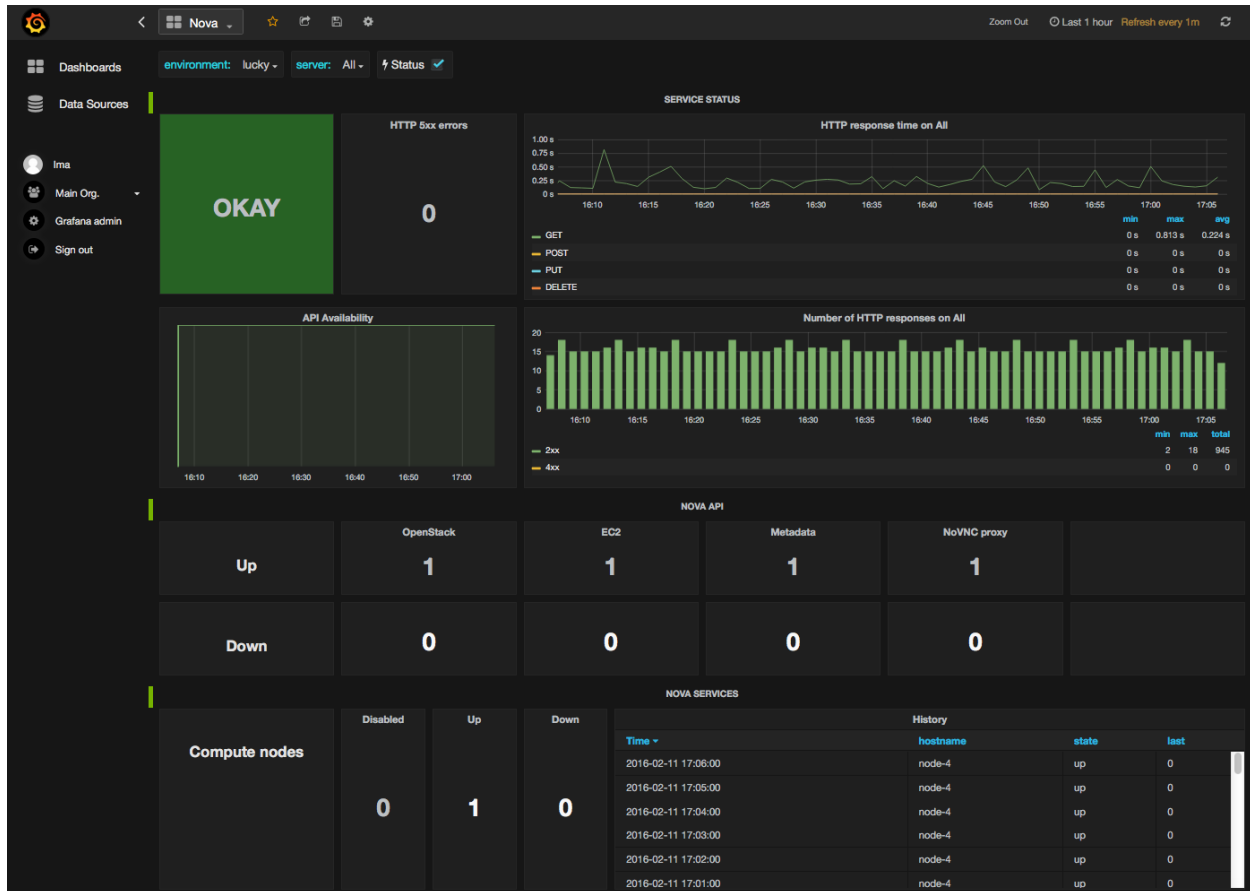 Nova Zoom Out Last 1 hour Refresh every 1m
Dashboards
Data Sources
Ima
Main Org.
Grafana admin
Sign out
environment: lucky server: All Status
SERVICE STATUS
OKAY
HTTP 5xx errors
0
HTTP response time on All
1.00 s
0.75 s
0.50 s
0.25 s
0 s
16:10 16:15 16:20 16:25 16:30 16:35 16:40 16:45 16:50 16:55 17:00 17:05
min max avg
GET 0 s 0.813 s 0.224 s
POST 0 s 0 s 0 s
PUT 0 s 0 s 0 s
DELETE 0 s 0 s 0 s
API Availability
16:10 16:20 16:30 16:40 16:50 17:00
Number of HTTP responses on All
20
15
10
5
0
16:10 16:15 16:20 16:25 16:30 16:35 16:40 16:45 16:50 16:55 17:00 17:05
min max total
2xx 2 18 945
4xx 0 0 0
NOVA API
OpenStack EC2 Metadata NoVNC proxy
Up 1 1 1 1
Down 0 0 0 0
NOVA SERVICES
Compute nodes
Disabled Up Down
0 1 0
History
Time hostname state last
2016-02-11 17:06:00 node-4 up 0
2016-02-11 17:05:00 node-4 up 0
2016-02-11 17:04:00 node-4 up 0
2016-02-11 17:03:00 node-4 up 0
2016-02-11 17:02:00 node-4 up 0
2016-02-11 17:01:00 node-4 up 0